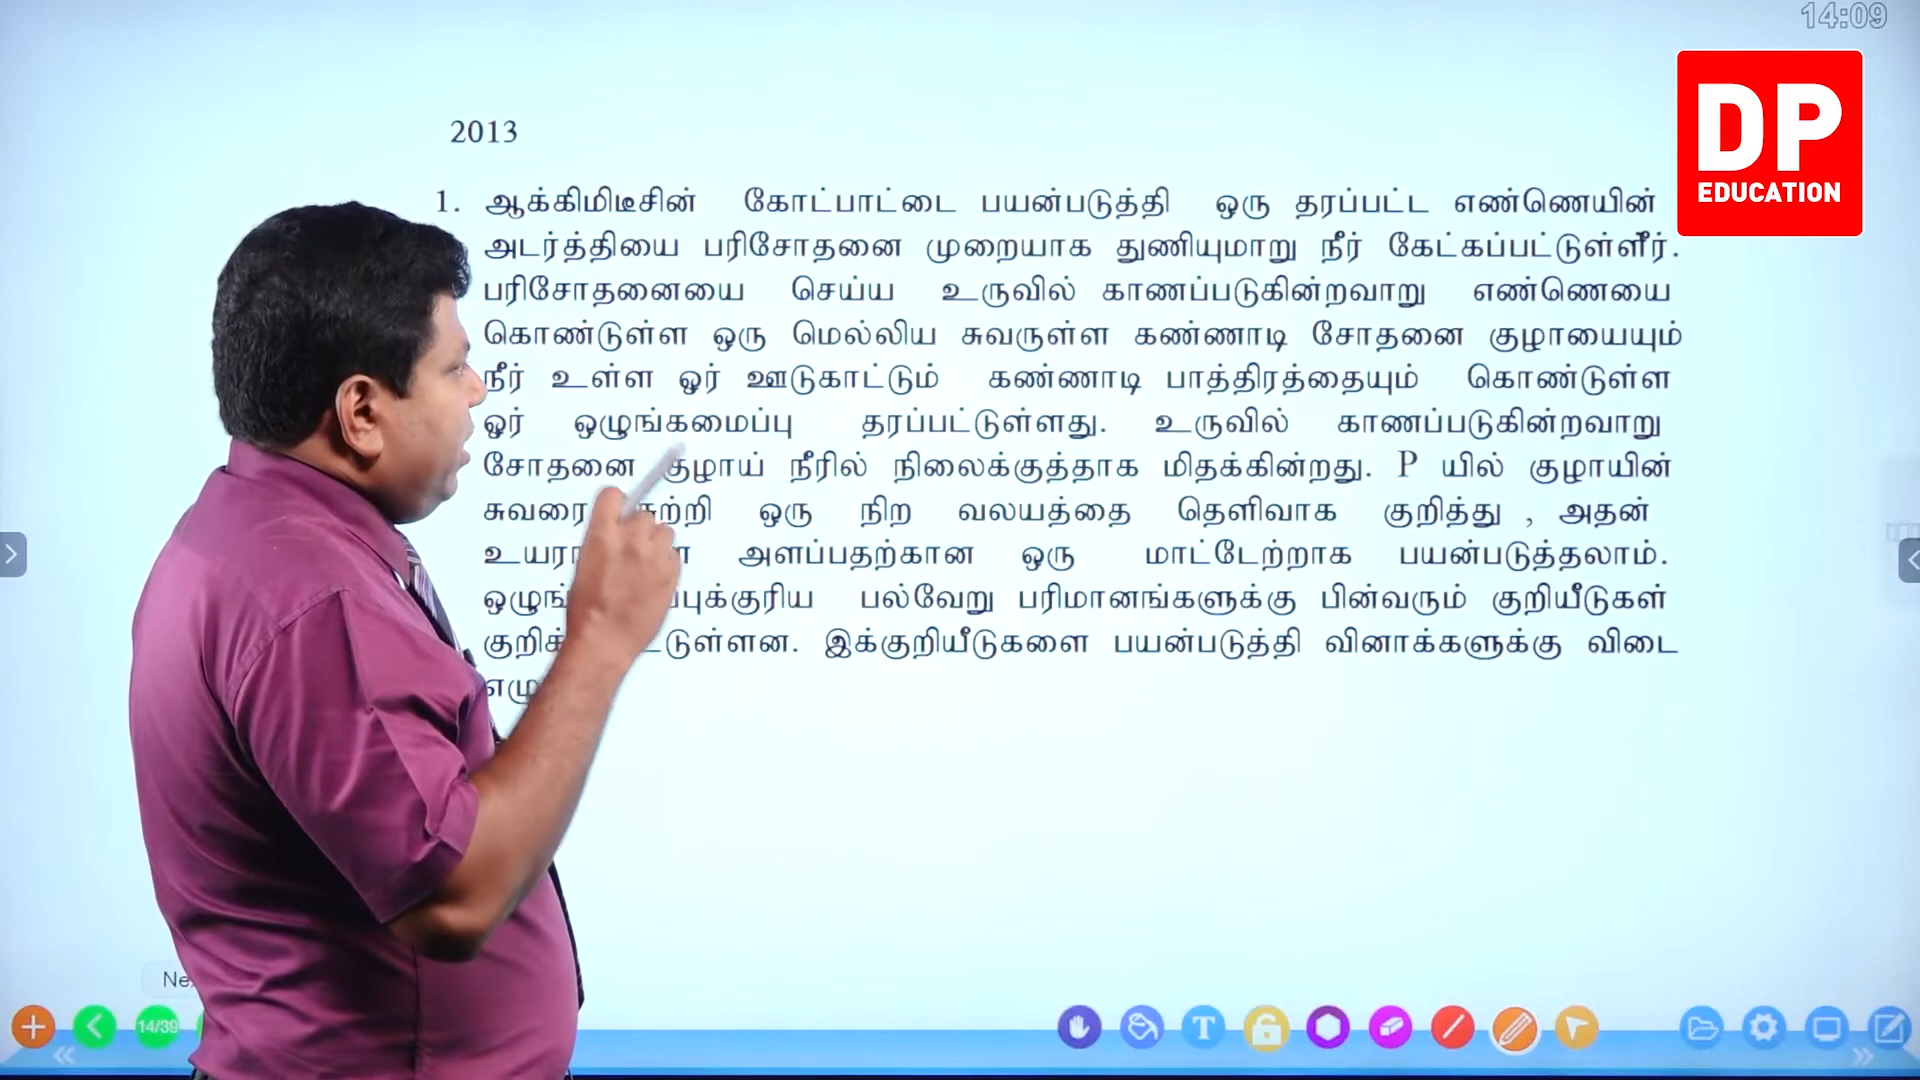 14:09
DP
EDUCATION
2013
1. ஆக்கிமிடீசின் கோட்பாட்டை பயன்படுத்தி ஒரு தரப்பட்ட எண்ணெயின்
அடர்த்தியை பரிசோதனை முறையாக துணியுமாறு நீர் கேட்கப்பட்டுள்ளீர்.
பரிசோதனையை செய்ய உருவில் காணப்படுகின்றவாறு எண்ணெயை
கொண்டுள்ள ஒரு மெல்லிய சுவருள்ள கண்ணாடி சோதனை குழாயையும்
நீர் உள்ள ஓர் ஊடுகாட்டும் கண்ணாடி பாத்திரத்தையும் கொண்டுள்ள
ஓர் ஒழுங்கமைப்பு தரப்பட்டுள்ளது. உருவில் காணப்படுகின்றவாறு
சோதனை குழாய் நீரில் நிலைக்குத்தாக மிதக்கின்றது. P யில் குழாயின்
சுவரை ஒரு நிற வலயத்தை தெளிவாக குறித்து , அதன்
அளப்பதற்கான ஒரு மாட்டேற்றாக பயன்படுத்தலாம்.
பல்வேறு பரிமானங்களுக்கு பின்வரும் குறியீடுகள்
இக்குறியீடுகளை பயன்படுத்தி வினாக்களுக்கு விடை
14/39
T